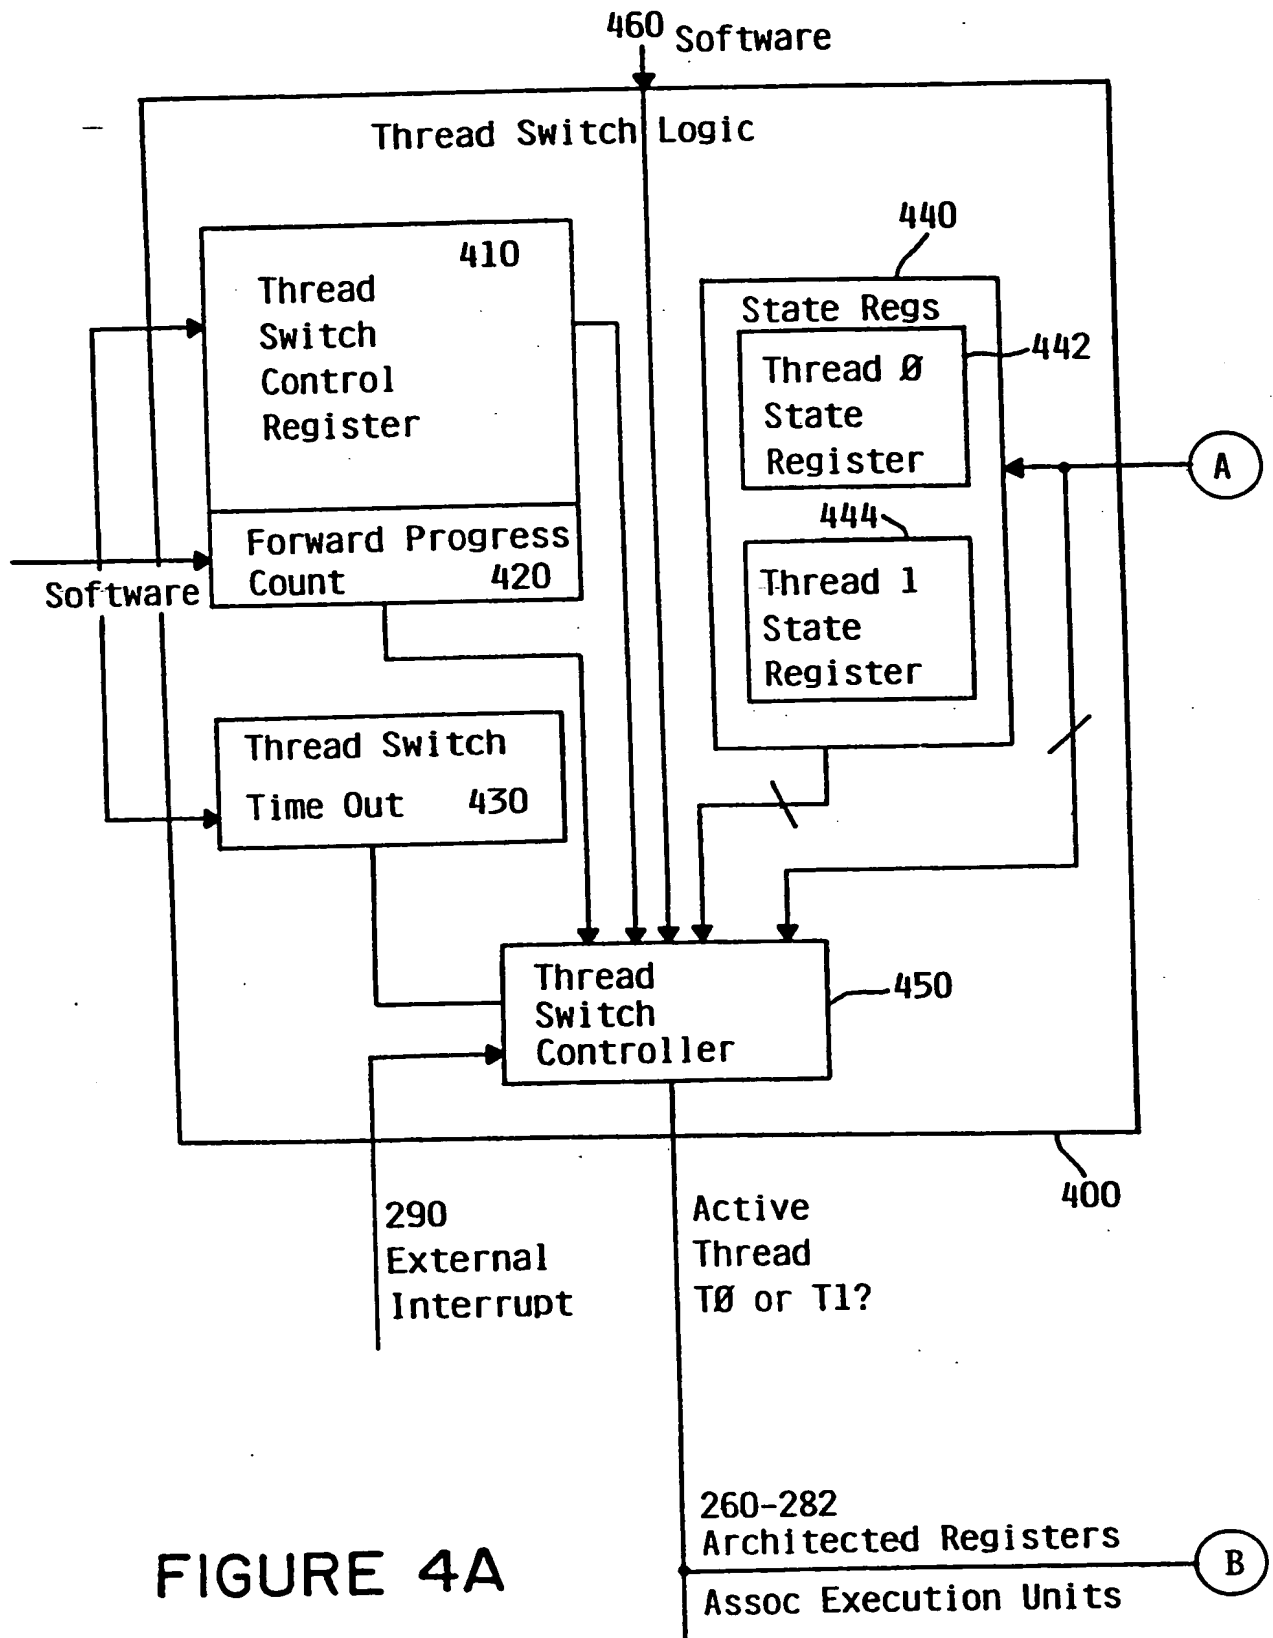 460 Software
Thread Switch Logic
410
Thread
Switch
Control
Register
Forward Progress
Count 420
Software
Thread Switch
Time Out 430
440
State Regs
Thread Ø
State
Register
442
444
Thread 1
State
Register
A
Thread
Switch
Controller
450
400
290
External
Interrupt
Active
Thread
TØ or T1?
260-282
Architected Registers
B
Assoc Execution Units
FIGURE 4A